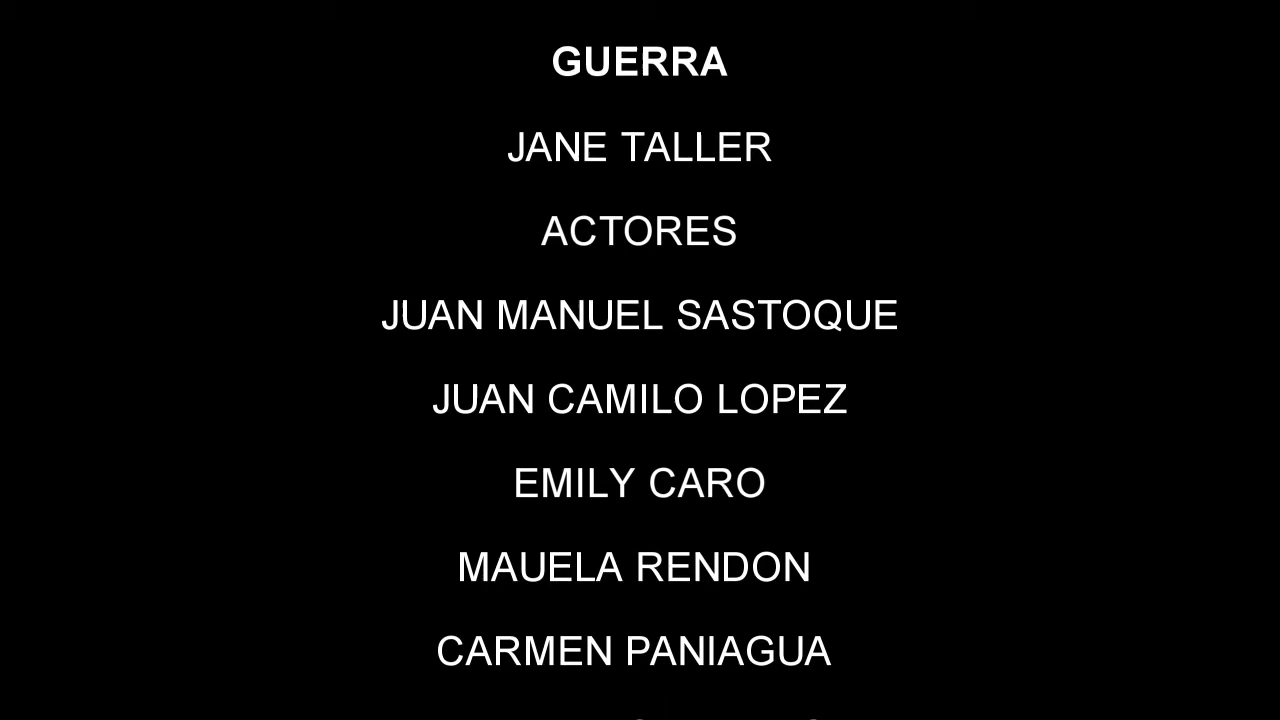 GUERRA
JANE TALLER
ACTORES
JUAN MANUEL SASTOQUE
JUAN CAMILO LOPEZ
EMILY CARO
MAUELA RENDON
CARMEN PANIAGUA